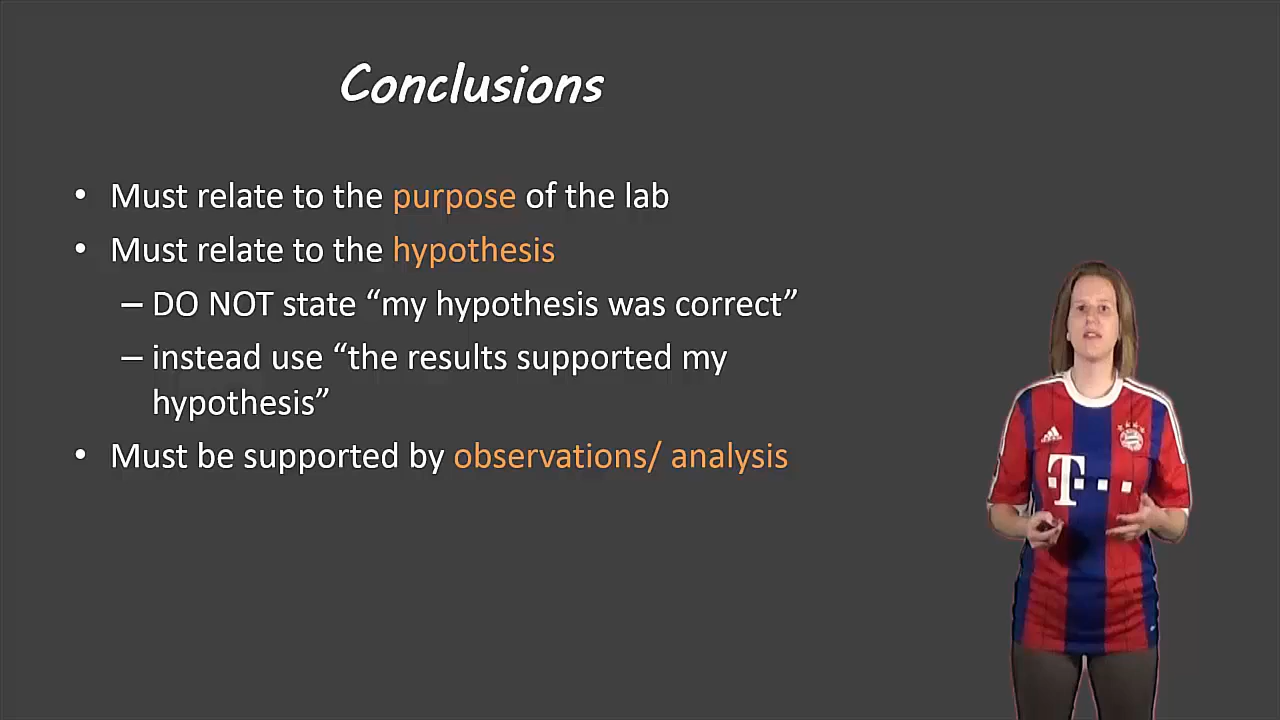 Conclusions
• Must relate to the purpose of the lab
• Must relate to the hypothesis
– DO NOT state “my hypothesis was correct”
– instead use “the results supported my
hypothesis”
• Must be supported by observations/ analysis
adidas
T